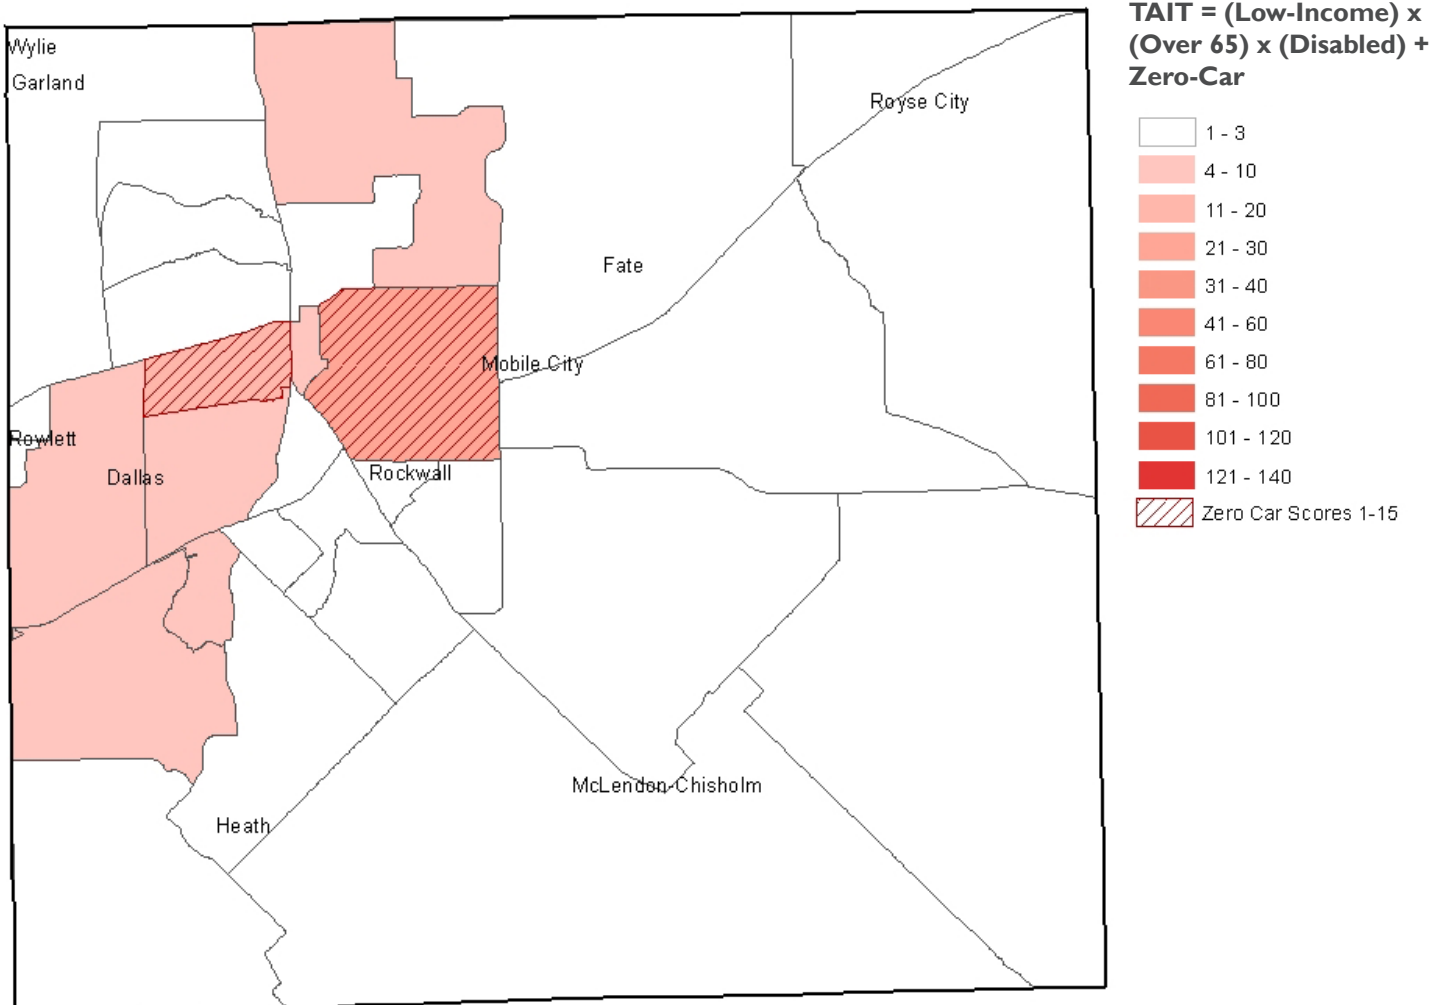 TAIT = (Low-Income) x
(Over 65) x (Disabled) +
Zero-Car
Wylie
Garland
Royse City
Fate
Mobile City
Rowlett
Dallas
Rockwall
McLendon-Chisholm
Heath
1 - 3
4 - 10
11 - 20
21 - 30
31 - 40
41 - 60
61 - 80
81 - 100
101 - 120
121 - 140
Zero Car Scores 1-15